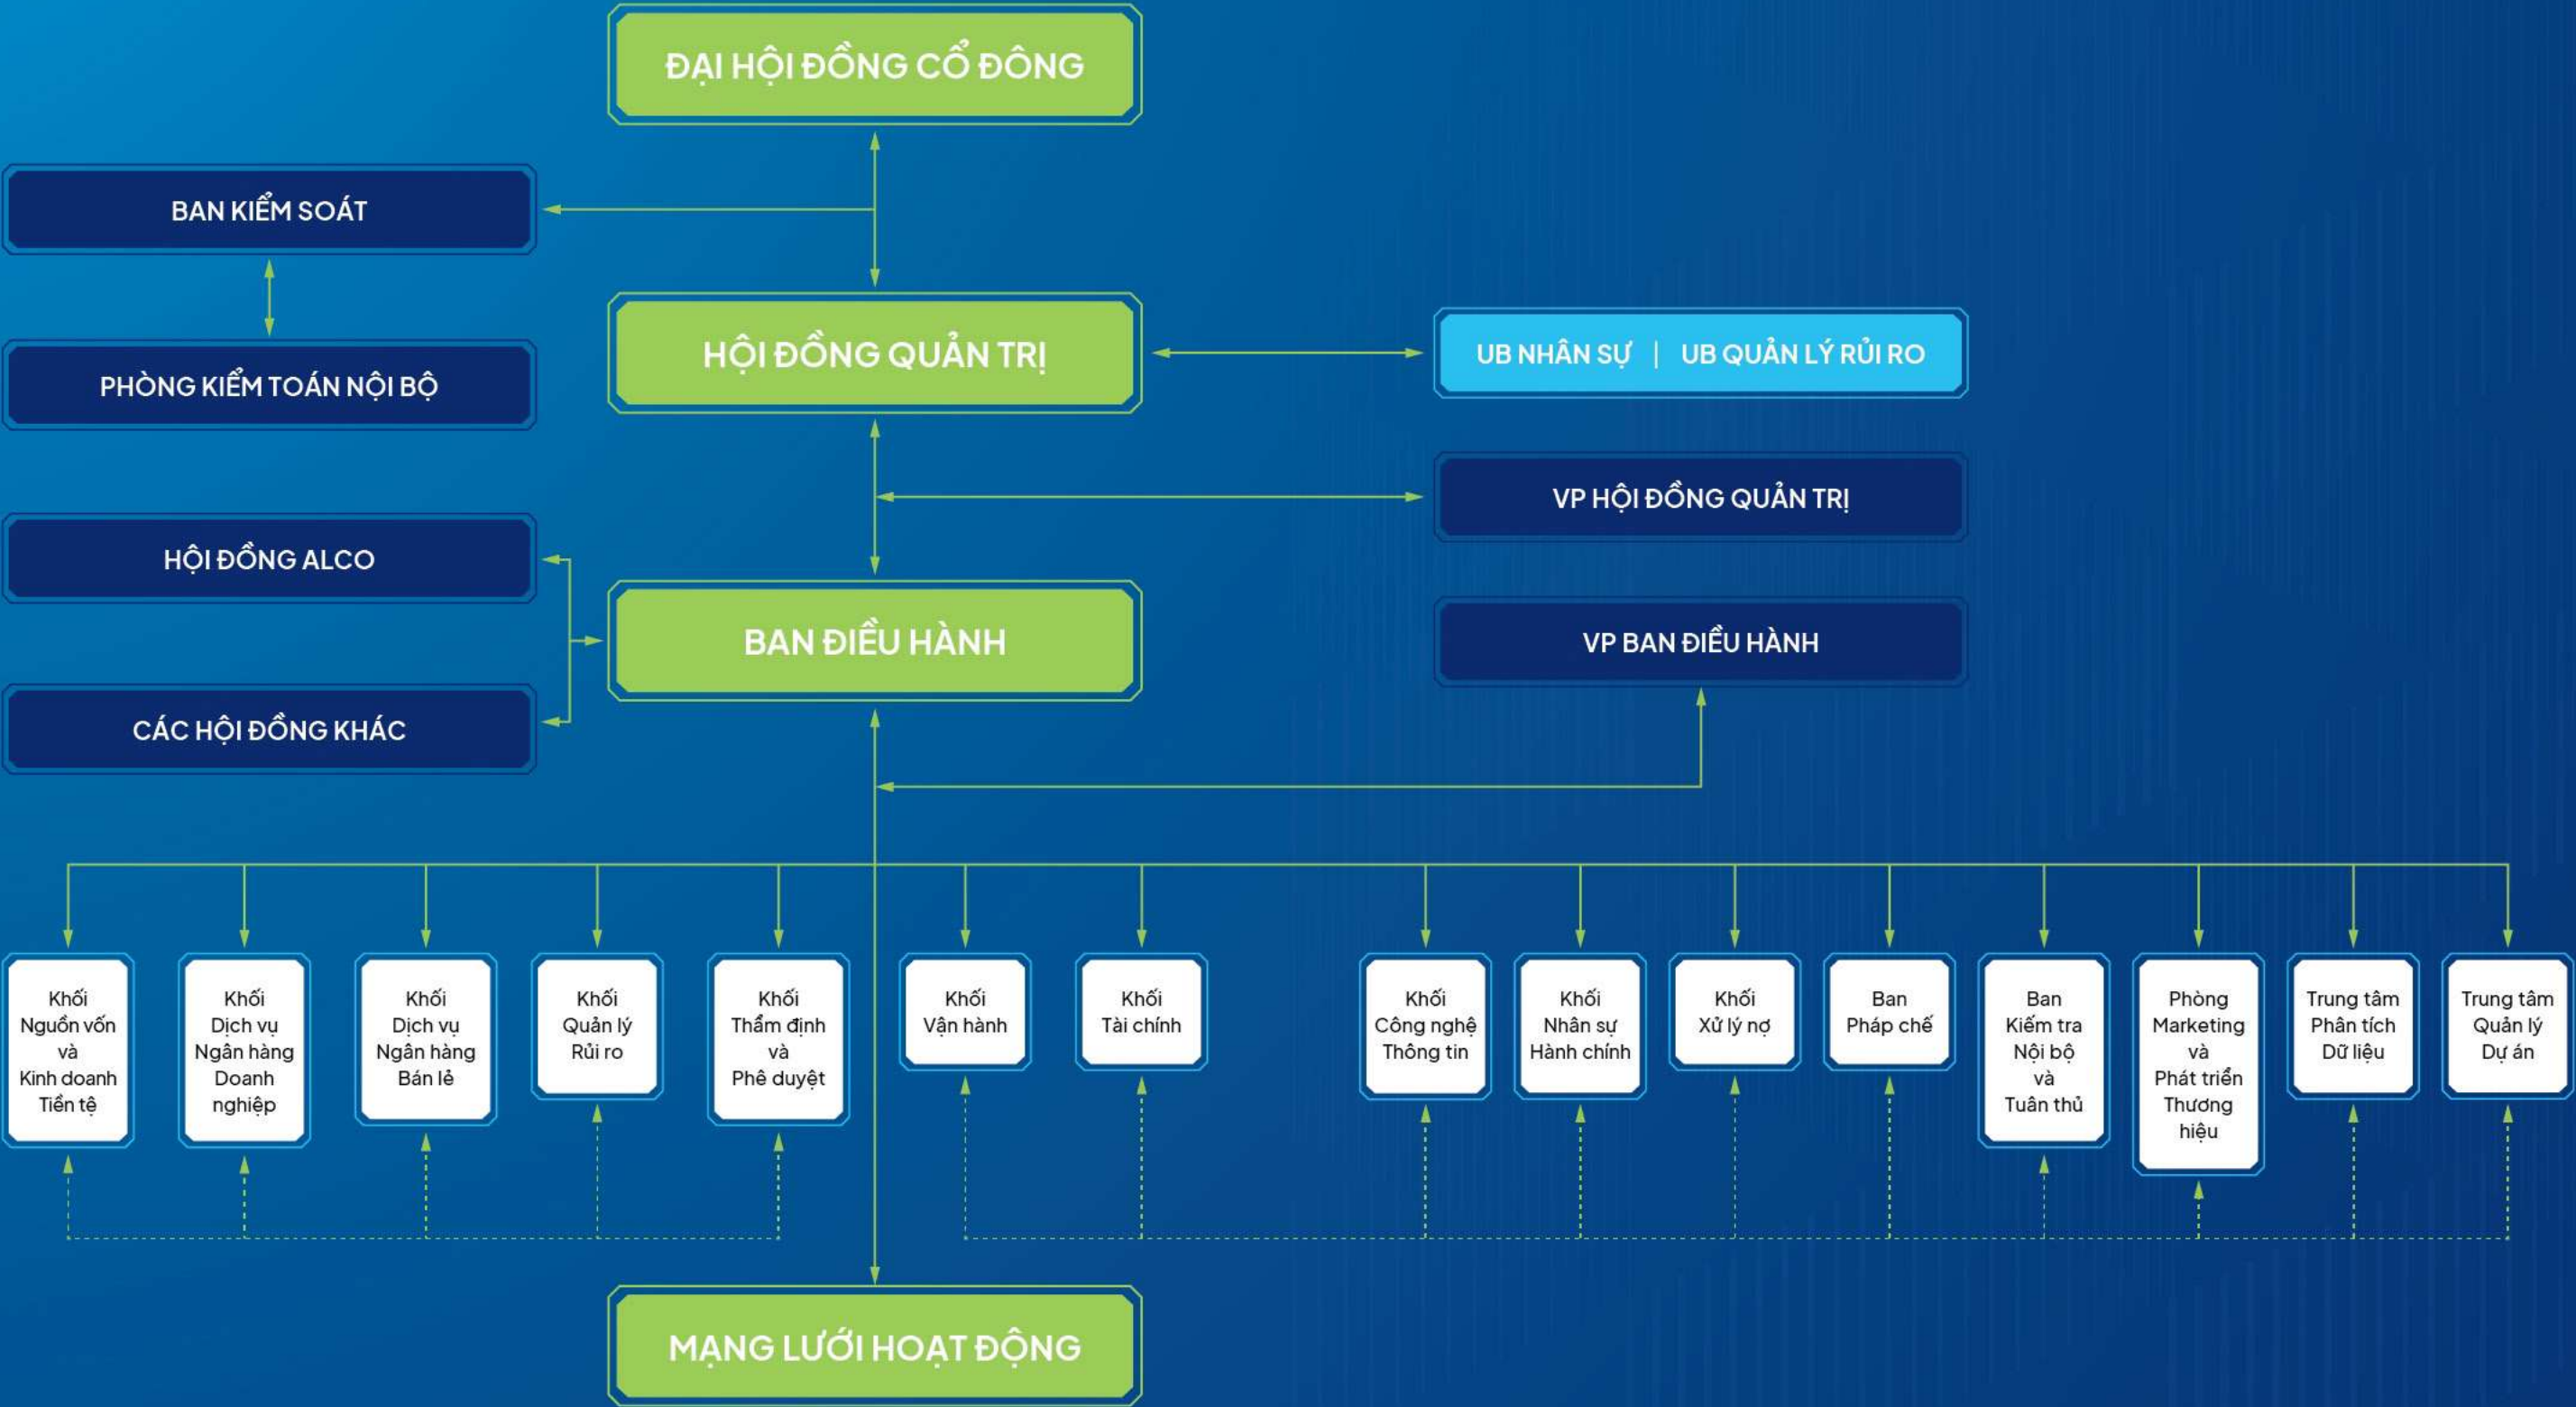 ĐẠI HỘI ĐỒNG CỔ ĐÔNG
BAN KIỂM SOÁT
HỘI ĐỒNG QUẢN TRỊ
UB NHÂN SỰ | UB QUẢN LÝ RỦI RO
PHÒNG KIỂM TOÁN NỘI BỘ
VP HỘI ĐỒNG QUẢN TRỊ
HỘI ĐỒNG ALCO
BAN ĐIỀU HÀNH
VP BAN ĐIỀU HÀNH
CÁC HỘI ĐỒNG KHÁC
Khối
Nguồn vốn
và
Kinh doanh
Tiền tệ
Khối
Dịch vụ
Ngân hàng
Doanh
nghiệp
Khối
Dịch vụ
Ngân hàng
Bán lẻ
Khối
Quản lý
Rủi ro
Khối
Thẩm định
và
Phê duyệt
Khối
Vận hành
Khối
Tài chính
Khối
Công nghệ
Thông tin
Khối
Nhân sự
Hành chính
Khối
Xử lý nợ
Ban
Pháp chế
Ban
Kiểm tra
Nội bộ
và
Tuân thủ
Phòng
Marketing
và
Phát triển
Thương
hiệu
Trung tâm
Phân tích
Dữ liệu
Trung tâm
Quản lý
Dự án
MẠNG LƯỚI HOẠT ĐỘNG